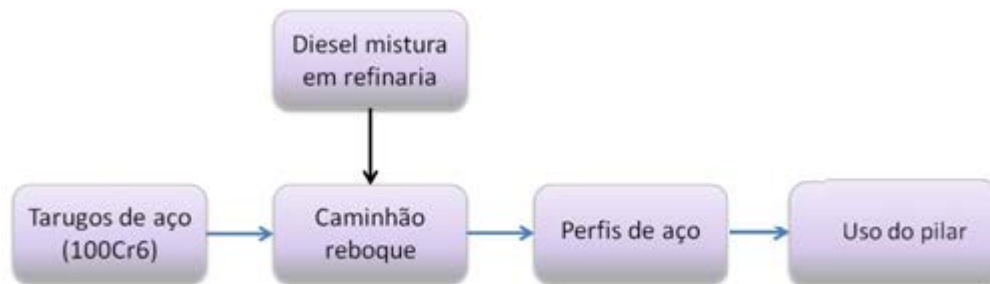 Diesel mistura
em refinaria
Tarugos de aço
(100Cr6)
Caminhão
reboque
Perfis de aço
Uso do pilar